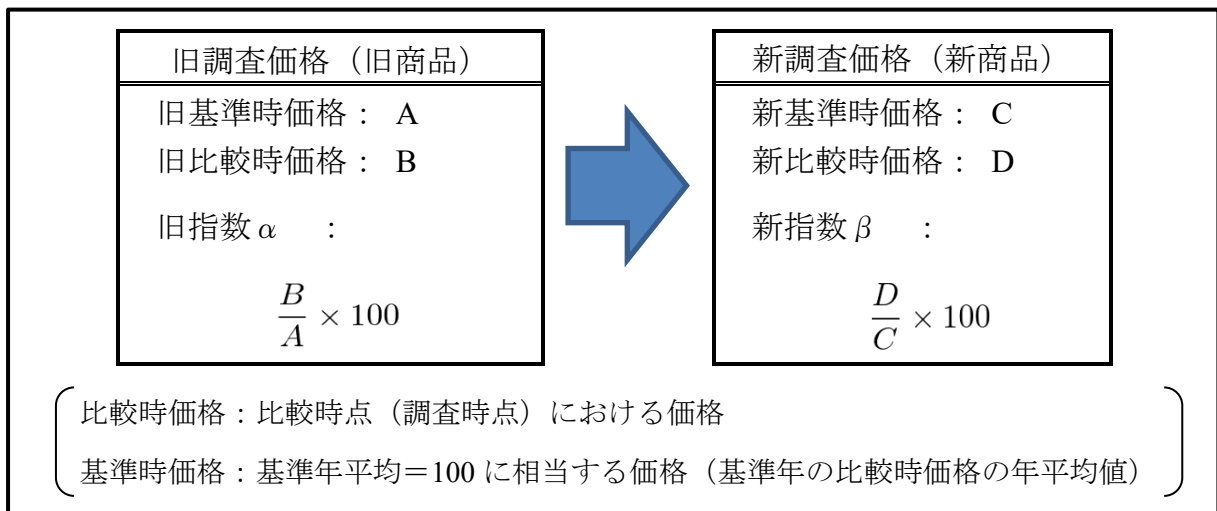 旧調査価格（旧商品）
旧基準時価格： A
旧比較時価格： B
旧指数α ：
B/A × 100
新調査価格（新商品）
新基準時価格： C
新比較時価格： D
新指数β ：
D/C × 100
比較時価格：比較時点（調査時点）における価格
基準時価格：基準年平均＝100 に相当する価格（基準年の比較時価格の年平均値）